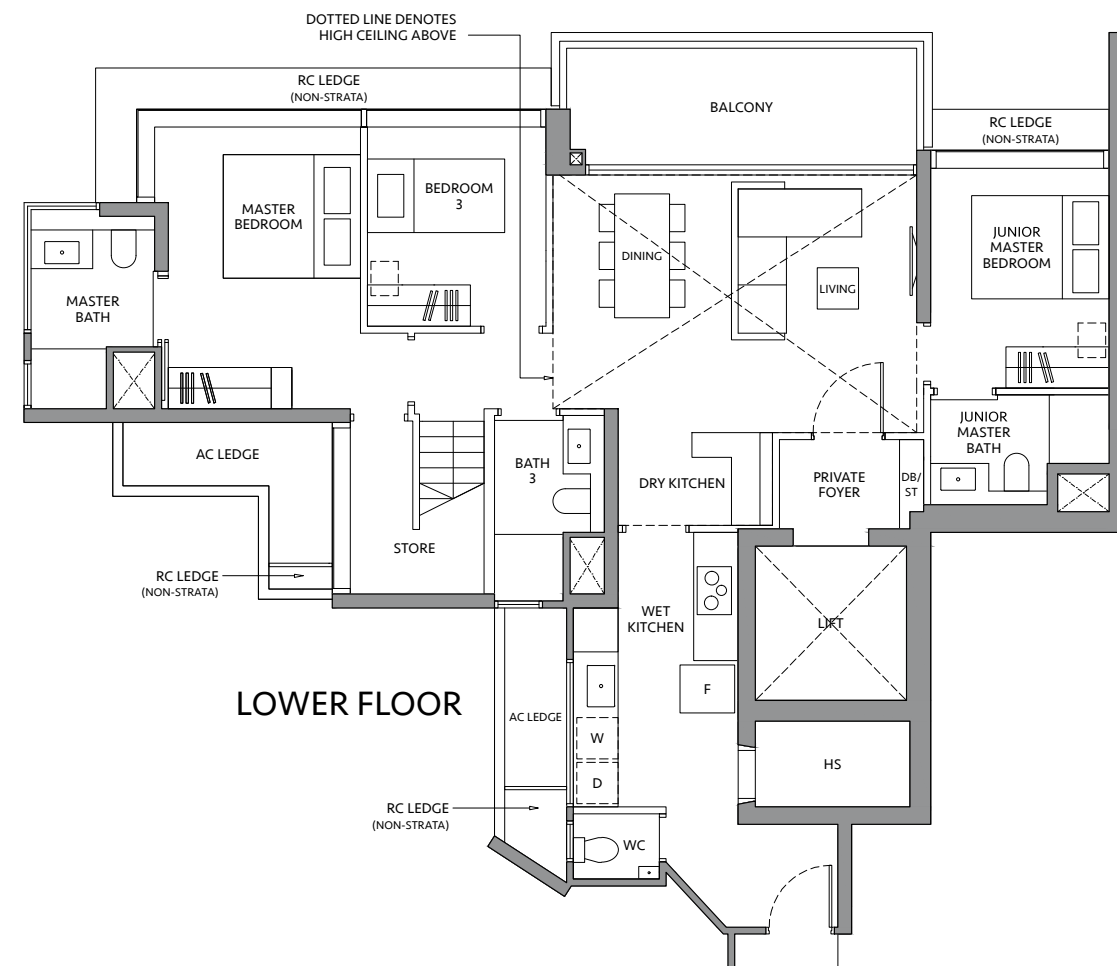 DOTTED LINE DENOTES
HIGH CEILING ABOVE
RC LEDGE
(NON-STRATA)
BALCONY
RC LEDGE
(NON-STRATA)
MASTER
BEDROOM
BEDROOM
3
DINING
LIVING
JUNIOR
MASTER
BEDROOM
MASTER
BATH
AC LEDGE
BATH
3
DRY KITCHEN
PRIVATE
FOYER
DB/
ST
JUNIOR
MASTER
BATH
STORE
RC LEDGE
(NON-STRATA)
WET
KITCHEN
LIFT
LOWER FLOOR
F
AC LEDGE
W
D
HS
RC LEDGE
(NON-STRATA)
WC